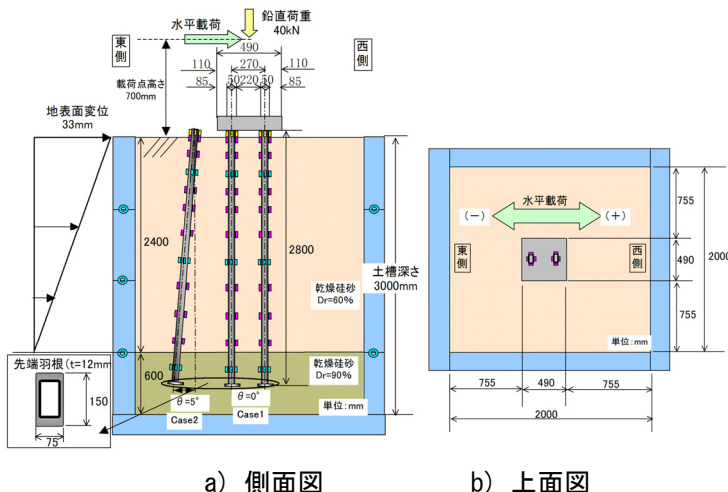 水平載荷
鉛直荷重
40kN
東側
西側
490
110
270
110
85
50
220
50
85
載荷点高さ
700mm
地表面変位
33mm
2400
2800
土槽深さ
3000mm
乾燥硅砂
Dr=60%
600
乾燥硅砂
Dr=90%
単位:mm
θ=5°
Case2
θ=0°
Case1
先端羽根(t=12mm
150
75
a) 側面図
水平載荷
(-)
(+)
東側
西側
755
490
755
2000
単位:mm
755
490
755
2000
b) 上面図